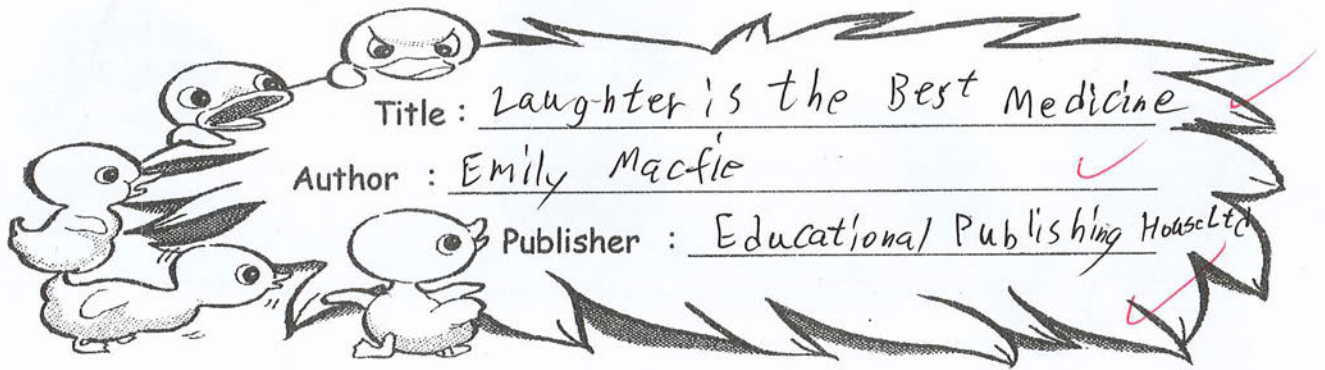 Title : Laughter is the Best Medicine
Author : Emily Macfie
Publisher : Educational Publishing House Ltd